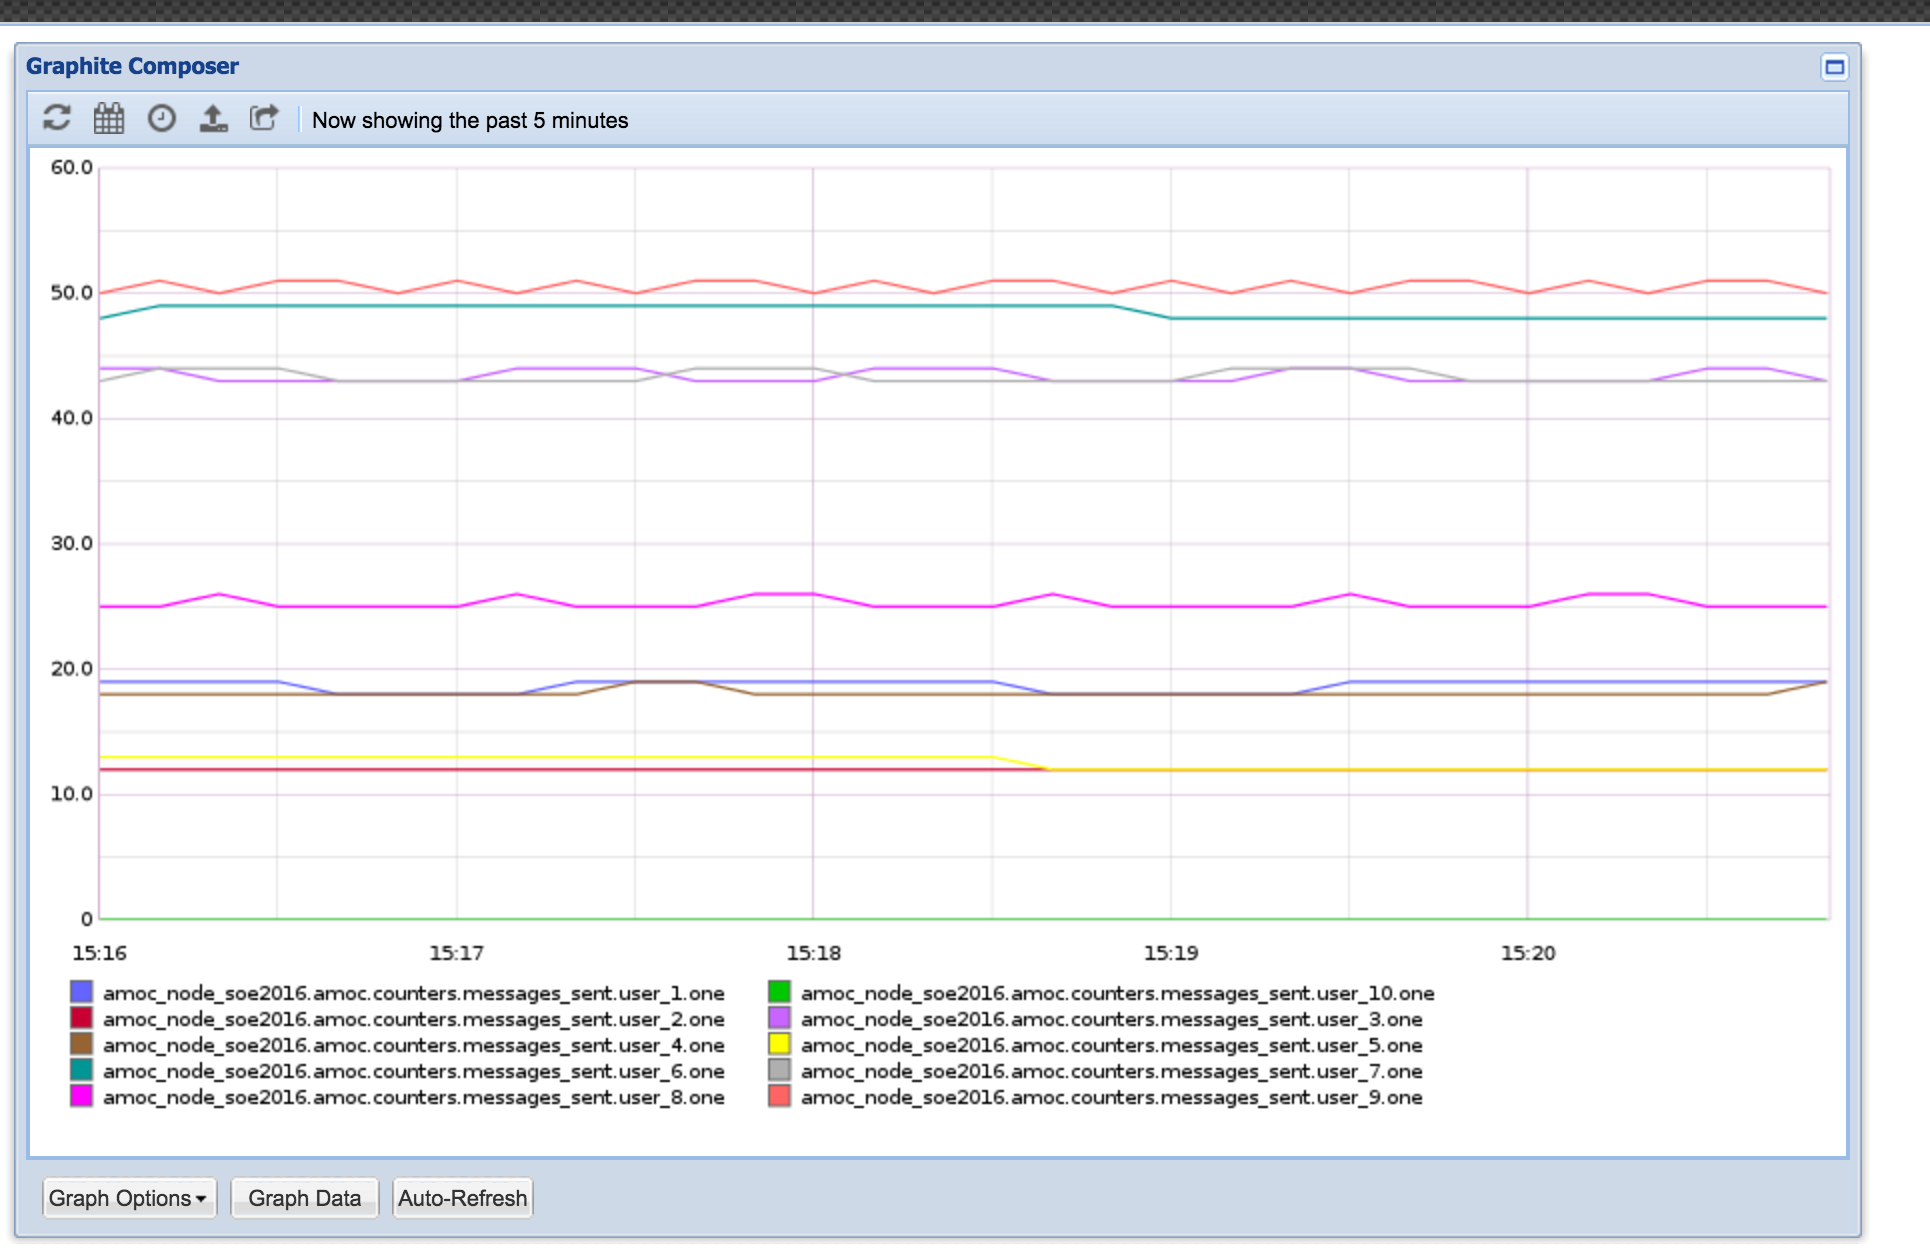 Graphite Composer
Now showing the past 5 minutes
60.0
50.0
40.0
30.0
20.0
10.0
0
15:16 15:17 15:18 15:19 15:20
amoc_node_soe2016.amoc.counters.messages_sent.user_1.one amoc_node_soe2016.amoc.counters.messages_sent.user_10.one
amoc_node_soe2016.amoc.counters.messages_sent.user_2.one amoc_node_soe2016.amoc.counters.messages_sent.user_3.one
amoc_node_soe2016.amoc.counters.messages_sent.user_4.one amoc_node_soe2016.amoc.counters.messages_sent.user_5.one
amoc_node_soe2016.amoc.counters.messages_sent.user_6.one amoc_node_soe2016.amoc.counters.messages_sent.user_7.one
amoc_node_soe2016.amoc.counters.messages_sent.user_8.one amoc_node_soe2016.amoc.counters.messages_sent.user_9.one
Graph Options Graph Data Auto-Refresh